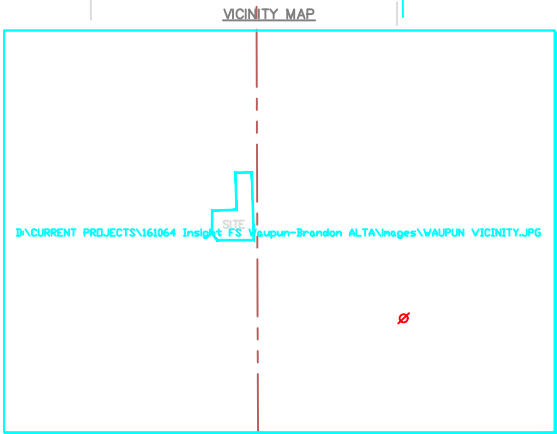 VICINITY MAP
SITE
D:\CURRENT PROJECTS\161064 Insight FS Waupun-Brandon ALTA\Images\WAUPUN VICINITY.JPG